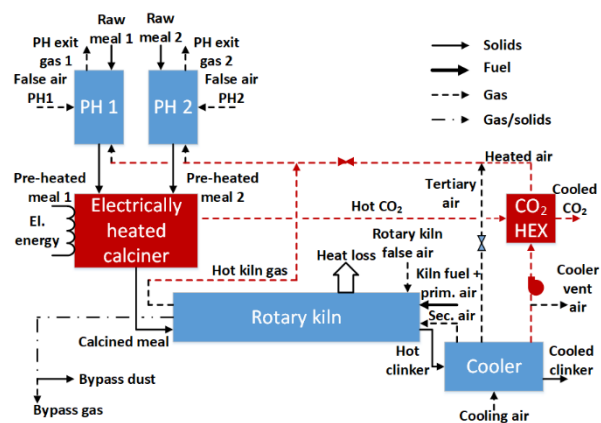 Raw
meal 1
Raw
meal 2
PH exit
gas 1
PH exit
gas 2
False air
PH1
False air
PH2
PH 1
PH 2
Solids
Fuel
Gas
Gas/solids
Pre-heated
meal 1
Pre-heated
meal 2
Heated air
Tertiary
air
Cooled
CO2
El.
energy
Electrically
heated
calciner
Hot CO2
CO2
HEX
Rotary kiln
false air
Heat loss
Hot kiln gas
Kiln fuel +
prim. air
Cooler
vent
air
Rotary kiln
Sec. air
Calcined meal
Hot
clinker
Cooler
Cooled
clinker
Bypass dust
Bypass gas
Cooling air